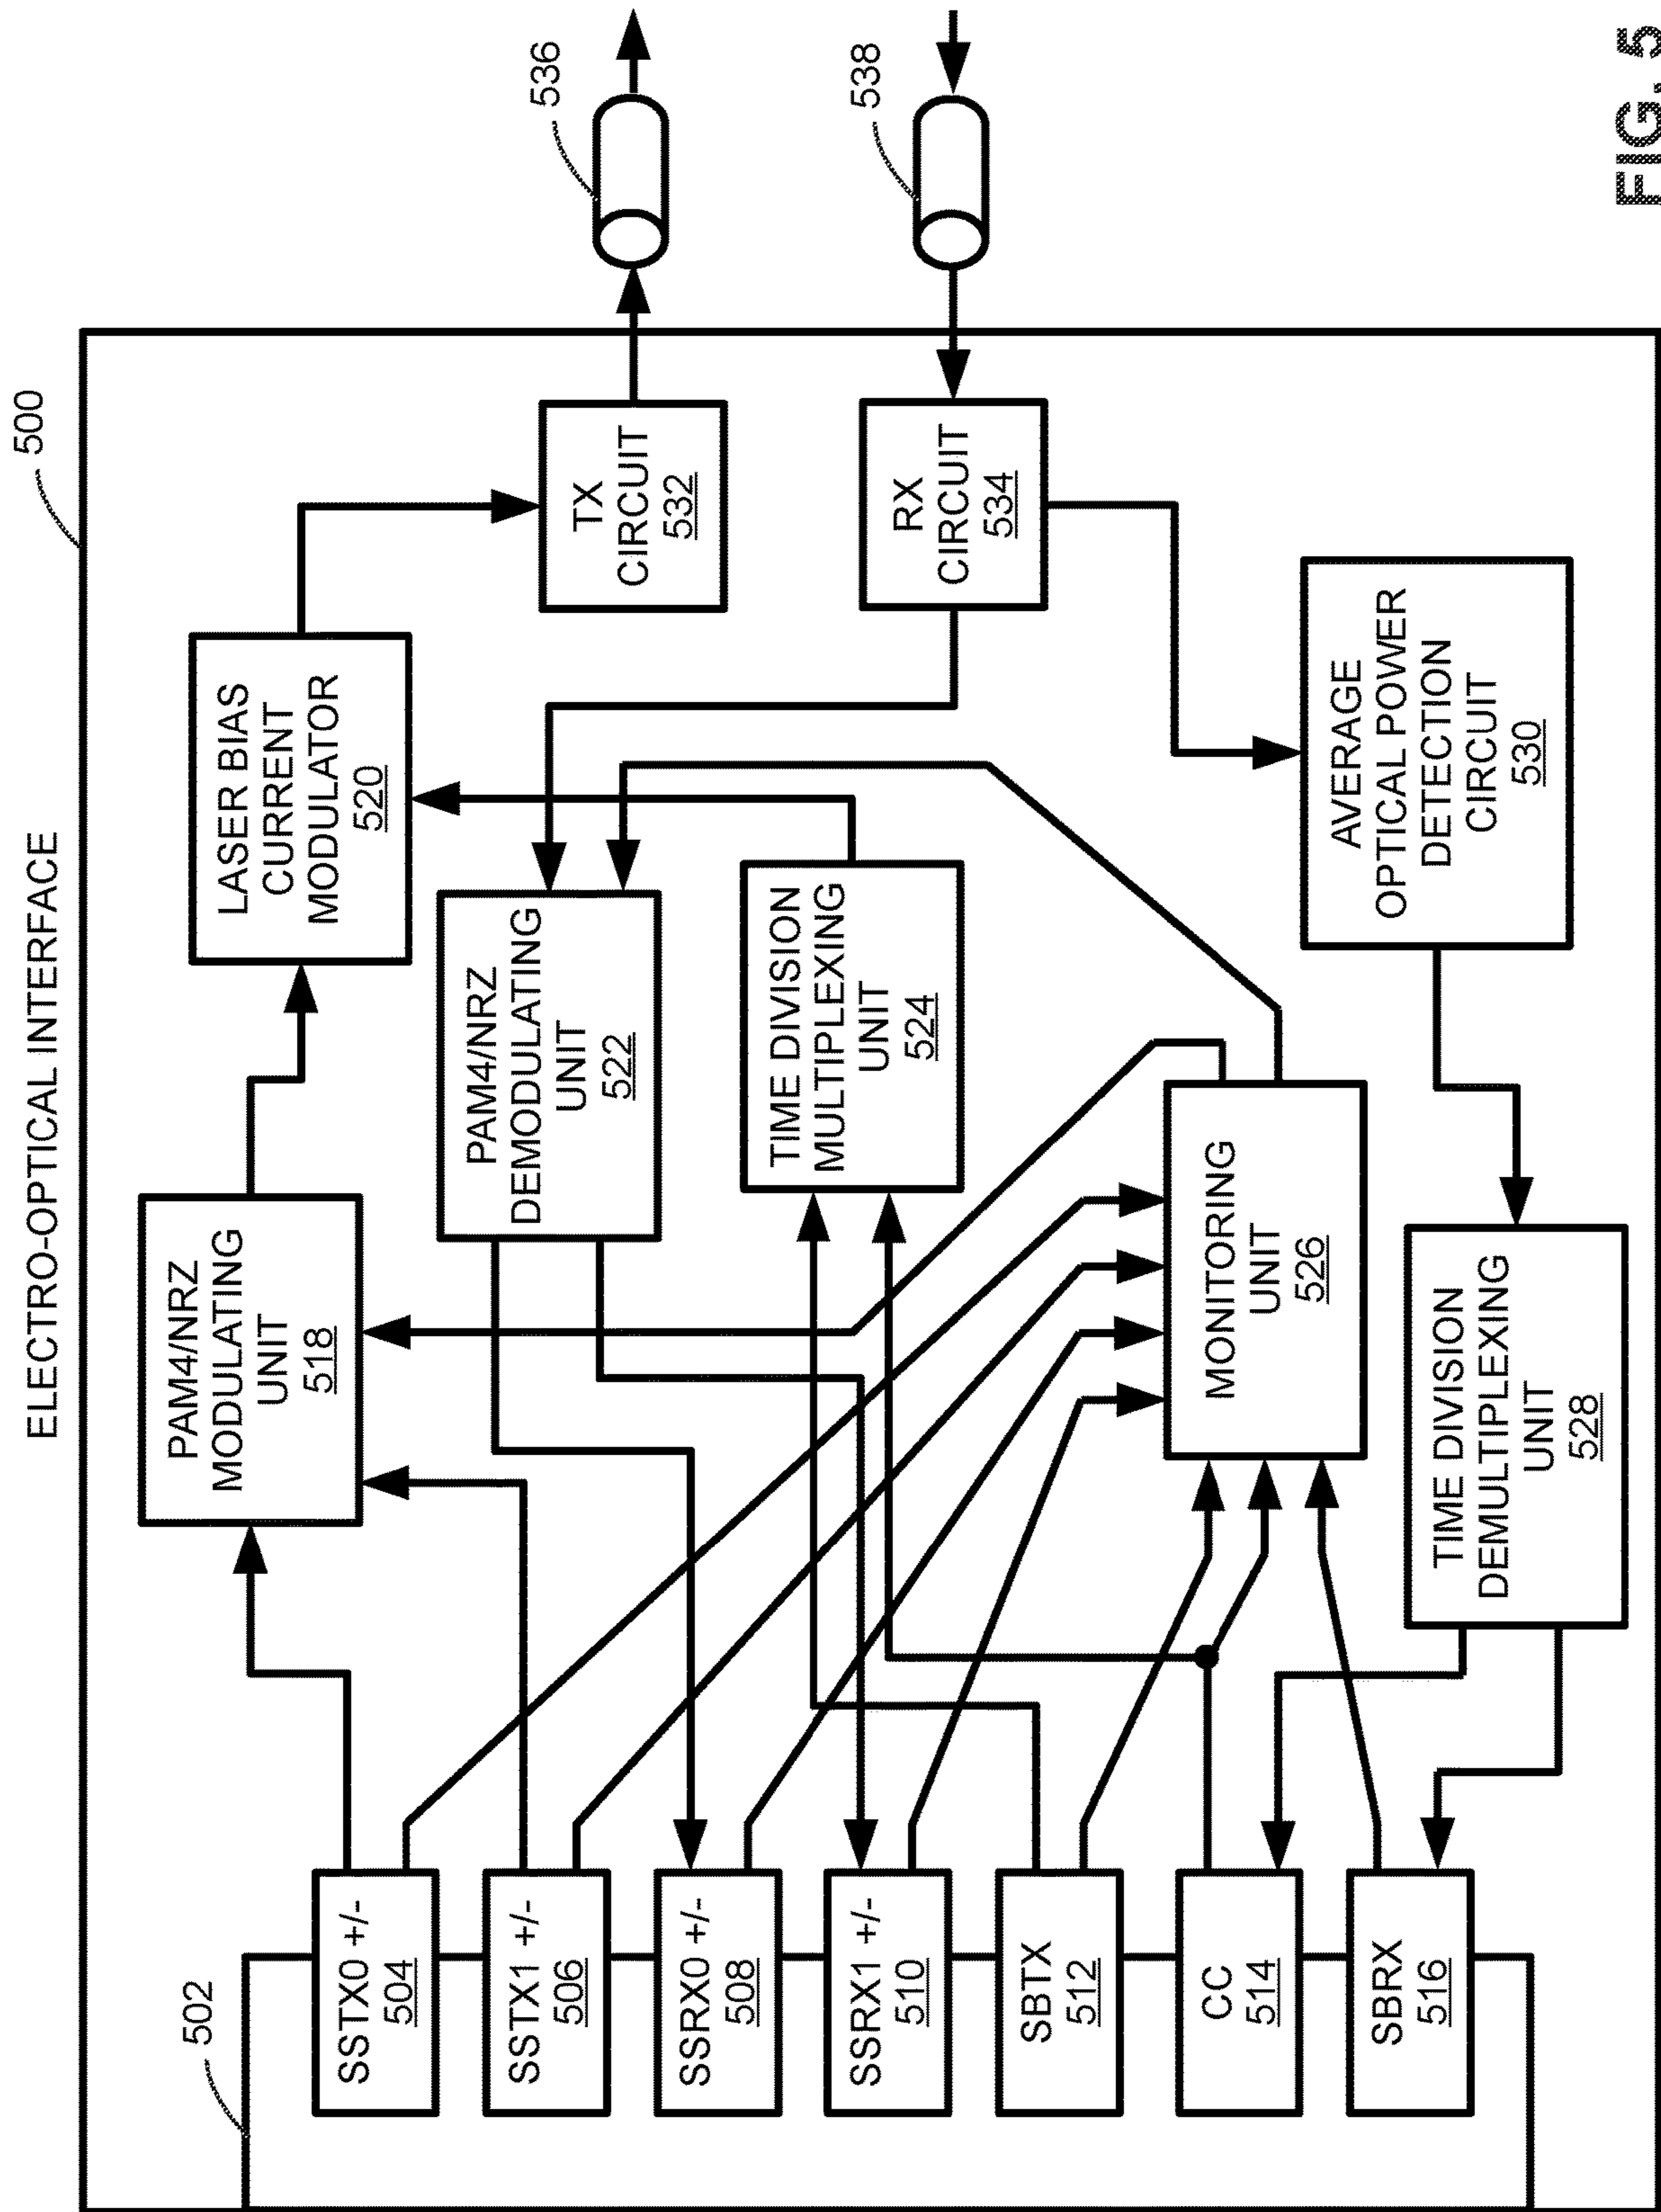 ELECTRO-OPTICAL INTERFACE
500
502
SSTX0 +/-
504
SSTX1 +/-
506
SSRX0 +/-
508
SSRX1 +/-
510
SBTX
512
CC
514
SBRX
516
PAM4/NRZ
MODULATING
UNIT
518
LASER BIAS
CURRENT
MODULATOR
520
PAM4/NRZ
DEMODULATING
UNIT
522
TIME DIVISION
MULTIPLEXING
UNIT
524
MONITORING
UNIT
526
TIME DIVISION
DEMULTIPLEXING
UNIT
528
AVERAGE
OPTICAL POWER
DETECTION
CIRCUIT
530
TX
CIRCUIT
532
RX
CIRCUIT
534
536
538
FIG. 5